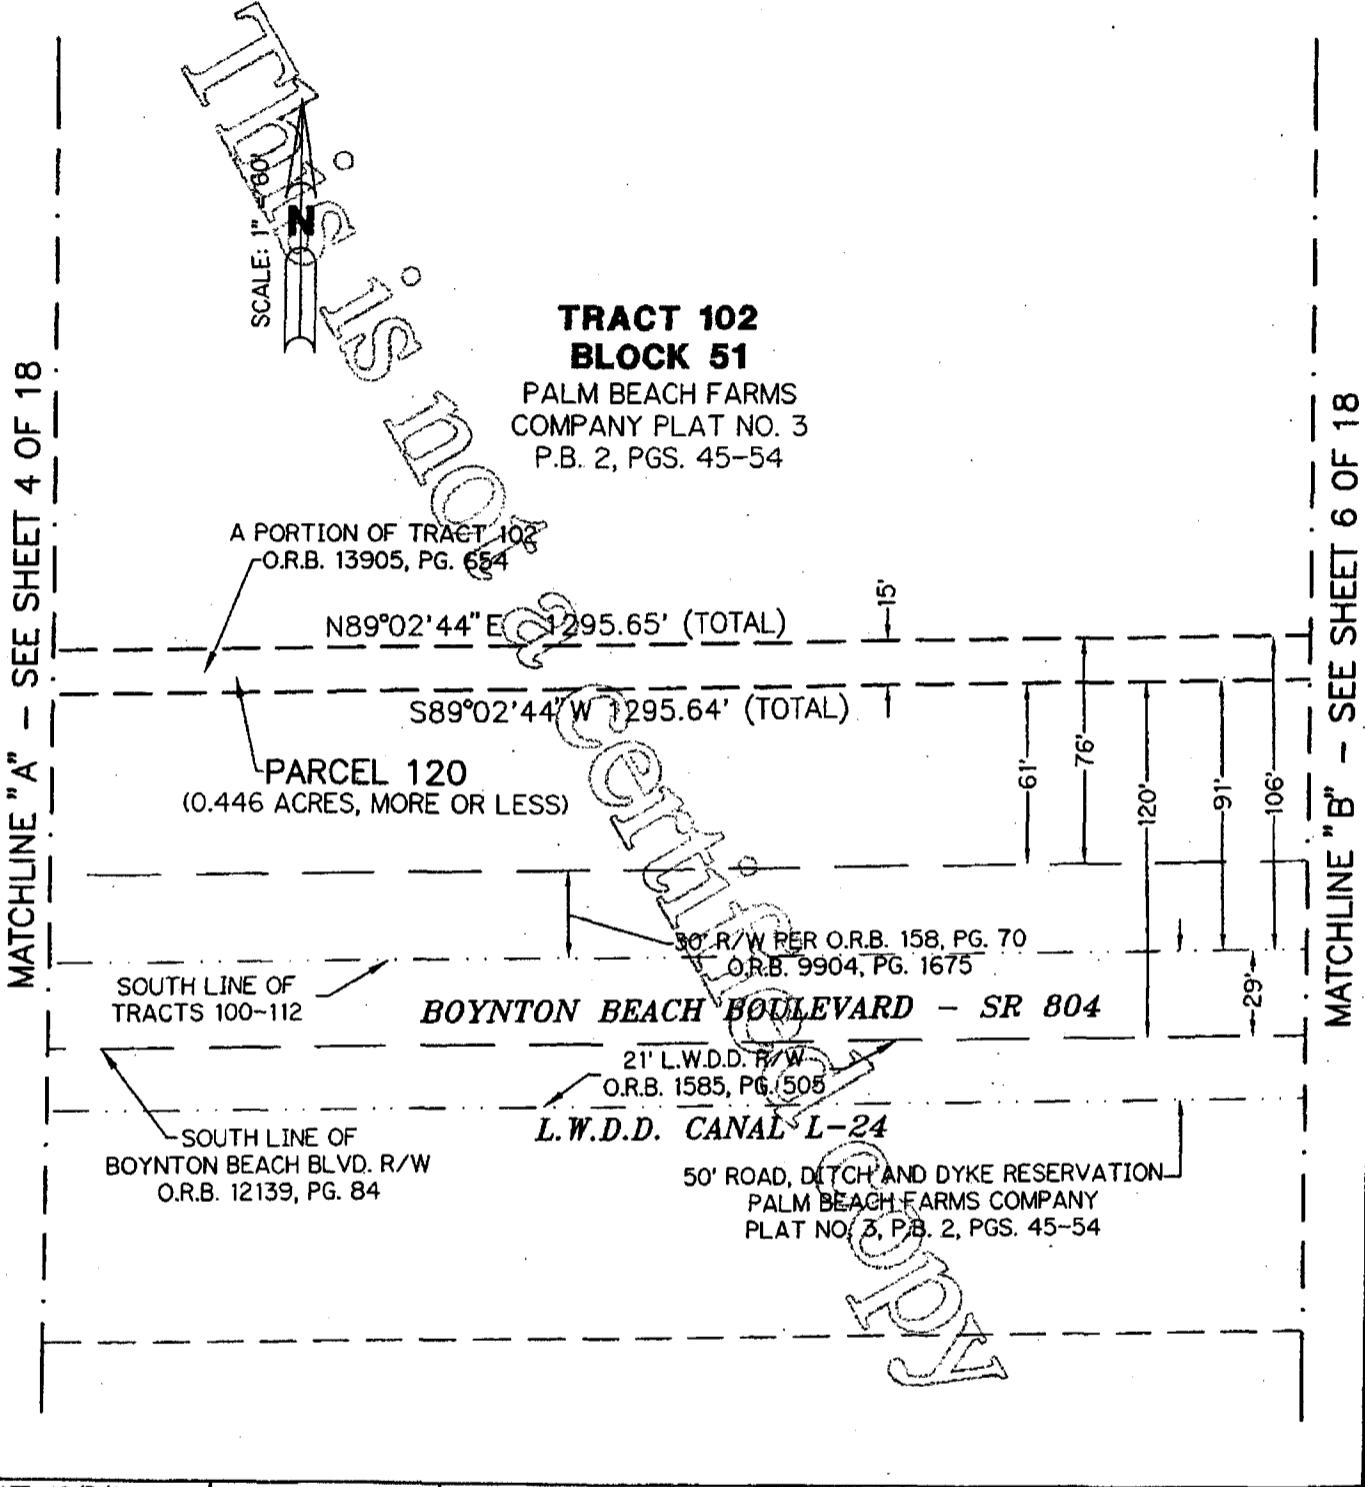 This is not a certified copy
SCALE: 1" = 60'
N
TRACT 102
BLOCK 51
PALM BEACH FARMS
COMPANY PLAT NO. 3
P.B. 2, PGS. 45-54
MATCHLINE "A" - SEE SHEET 4 OF 18
MATCHLINE "B" - SEE SHEET 6 OF 18
A PORTION OF TRACT 102
O.R.B. 13905, PG. 654
15'
N89°02'44" E 1295.65' (TOTAL)
S89°02'44" W 1295.64' (TOTAL)
PARCEL 120
(0.446 ACRES, MORE OR LESS)
61'
76'
120'
91'
106'
30' R/W PER O.R.B. 158, PG. 70
O.R.B. 9904, PG. 1675
SOUTH LINE OF
TRACTS 100-112
29'
BOYNTON BEACH BOULEVARD - SR 804
21' L.W.D.D. R/W
O.R.B. 1585, PG. 505
L.W.D.D. CANAL L-24
SOUTH LINE OF
BOYNTON BEACH BLVD. R/W
O.R.B. 12139, PG. 84
50' ROAD, DITCH AND DYKE RESERVATION
PALM BEACH FARMS COMPANY
PLAT NO. 3, P.B. 2, PGS. 45-54